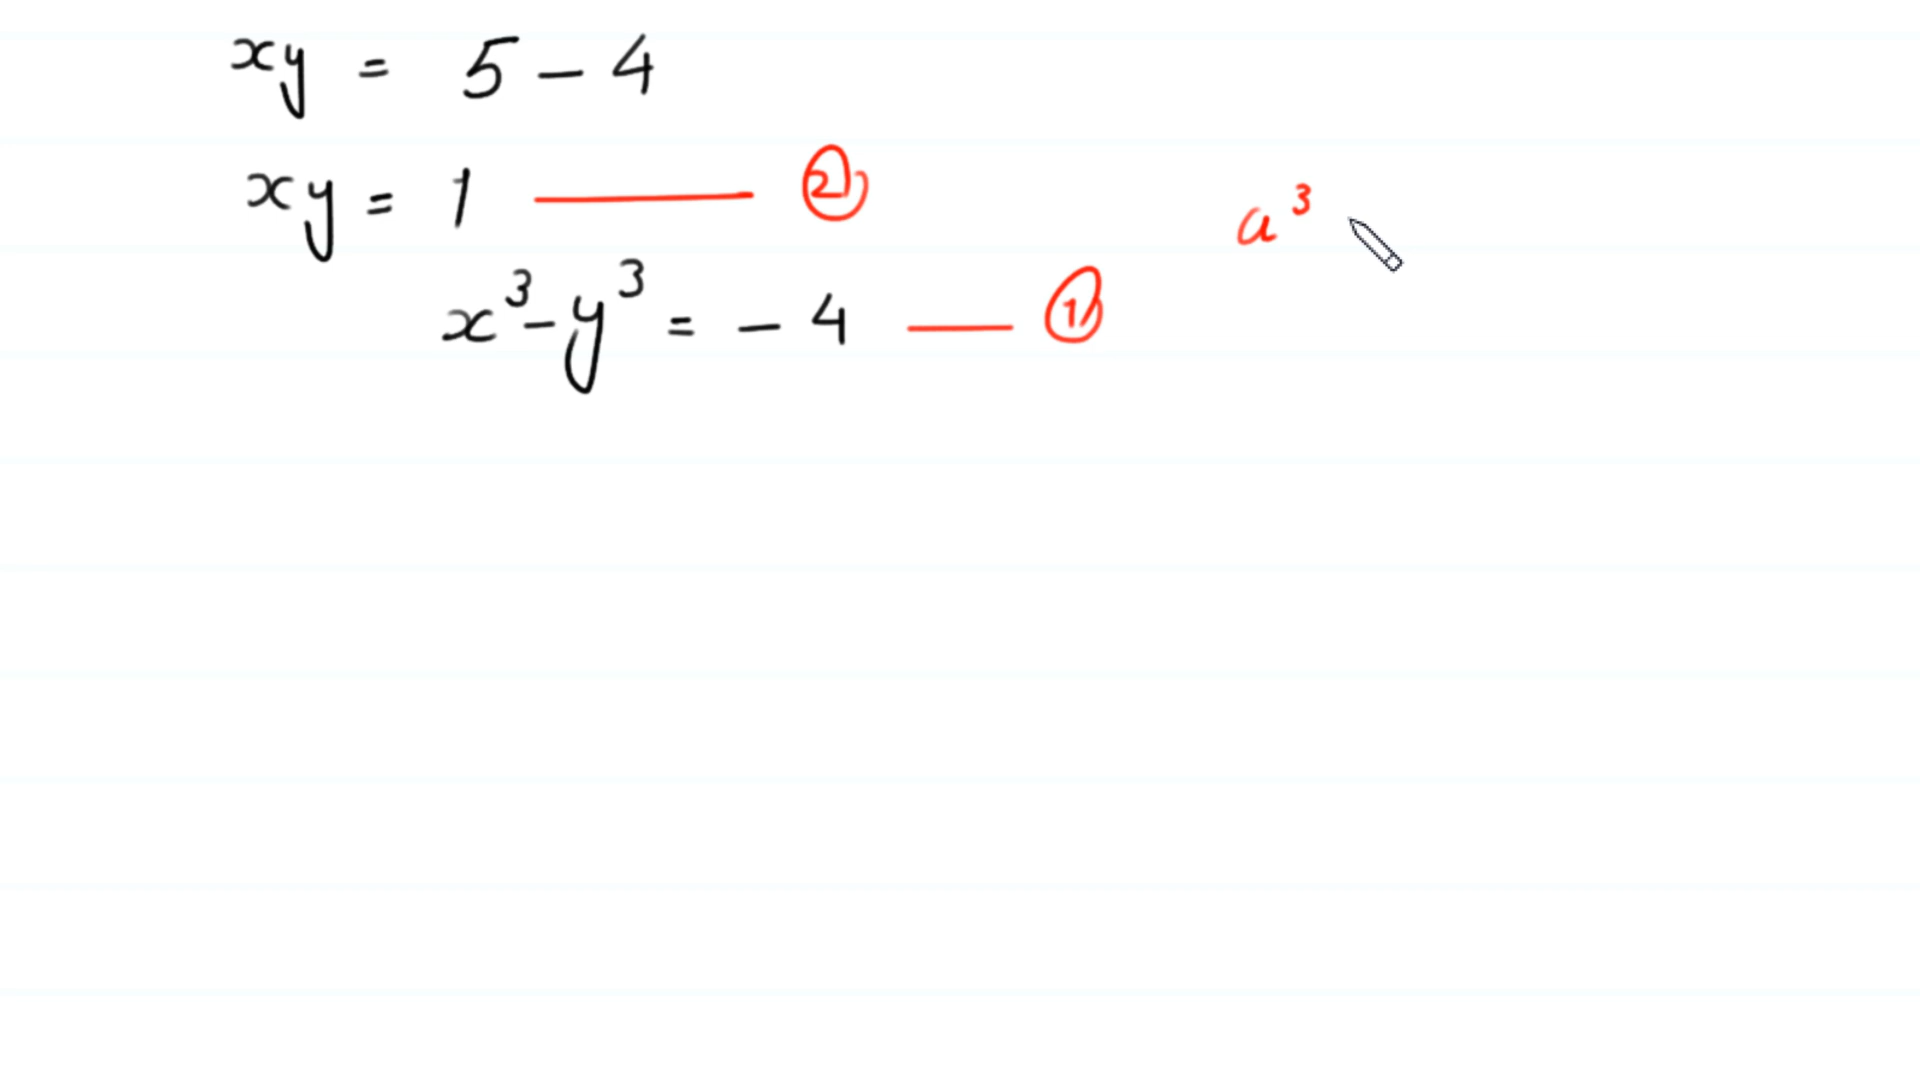 xy = 5 - 4
xy = 1 —— ②
a³
x³ - y³ = - 4 — ①